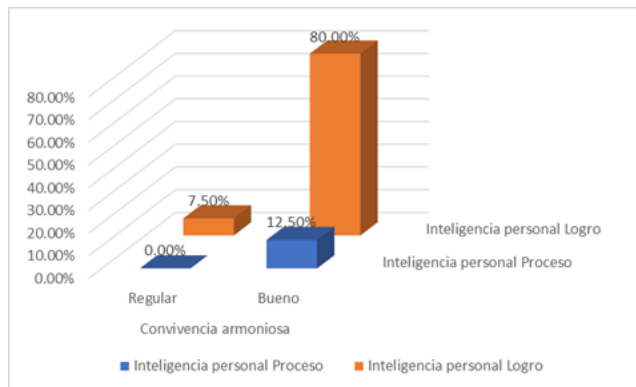 80.00%
80.00%
70.00%
60.00%
50.00%
40.00%
30.00%
20.00%
10.00%
0.00%
7.50%
12.50%
0.00%
Inteligencia personal Logro
Inteligencia personal Proceso
Regular
Bueno
Convivencia armoniosa
Inteligencia personal Proceso
Inteligencia personal Logro